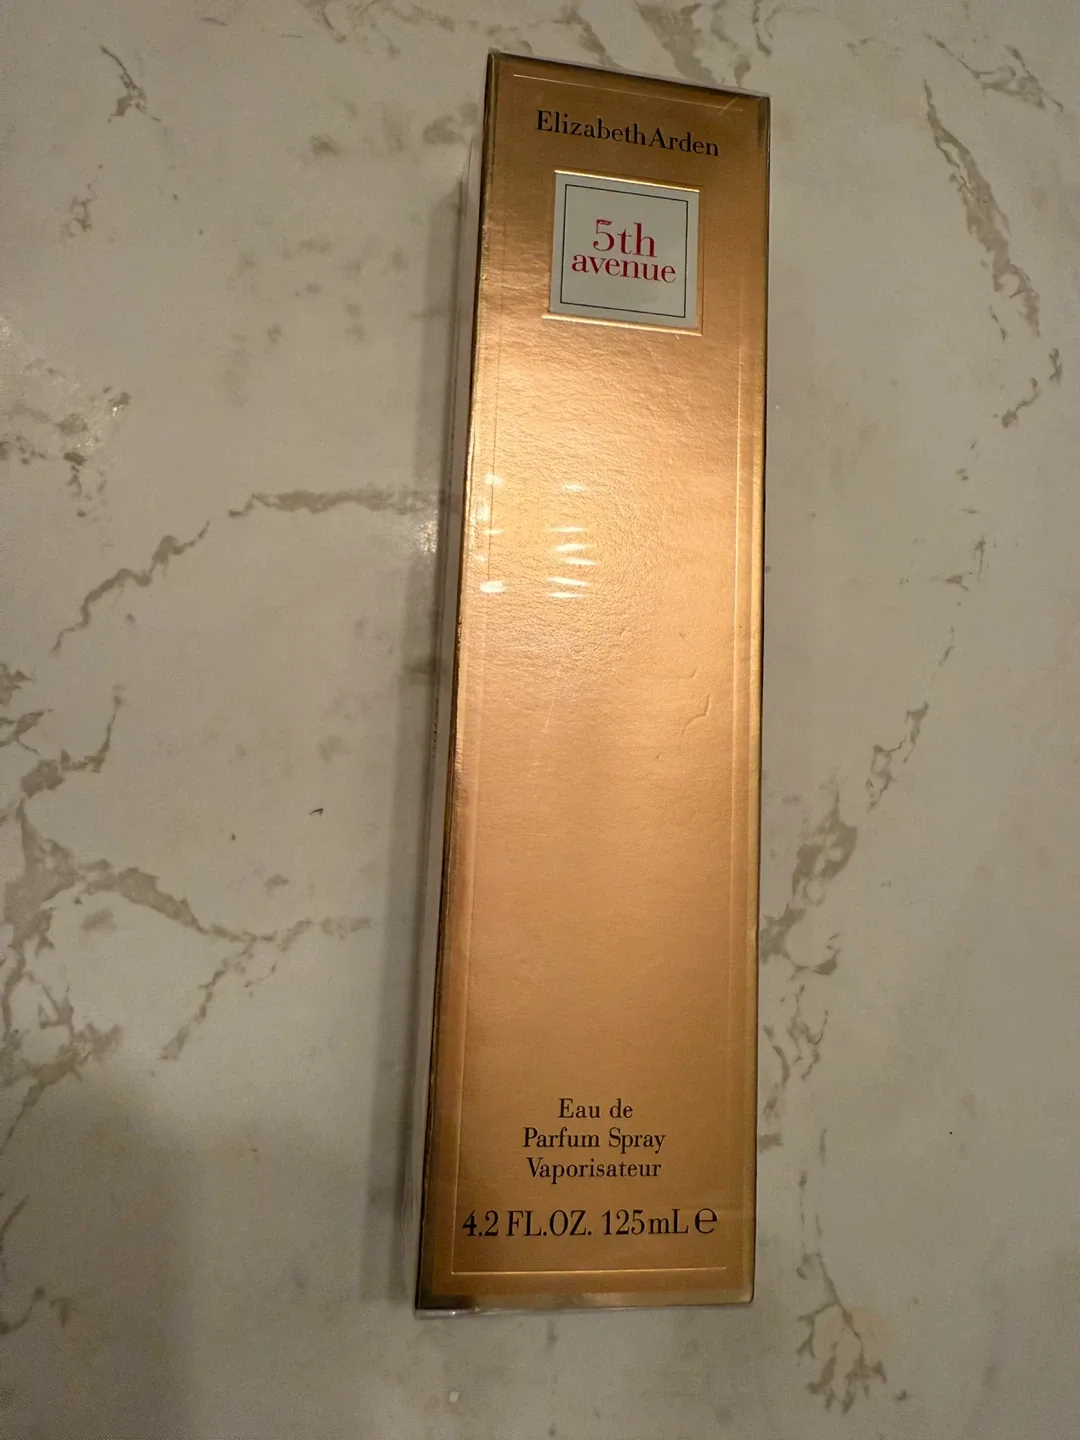 ElizabethArden
5th
avenue
Eau de
Parfum Spray
Vaporisateur
4.2 FL.OZ. 125mL ℮